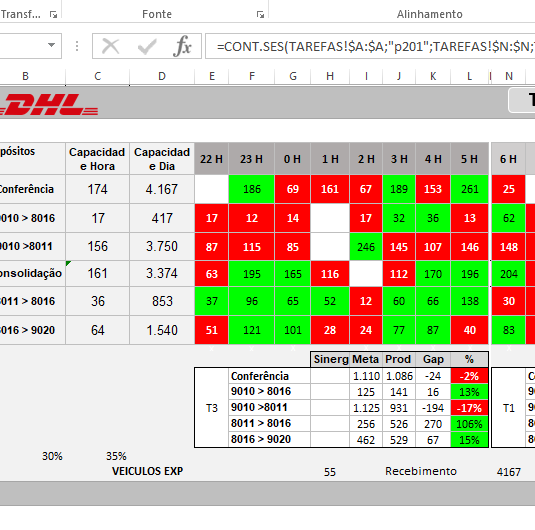 Transf...
Fonte
Alinhamento
fx
=CONT.SES(TAREFAS!$A:$A;"p201";TAREFAS!$N:$N;
B C D E F G H I J K L N
DHL
T
pósitos Capacidad e Hora Capacidad e Dia 22 H 23 H 0 H 1 H 2 H 3 H 4 H 5 H 6 H
Conferência 174 4.167 186 69 161 67 189 153 261 25
9010 > 8016 17 417 17 12 14 17 32 36 13 62
9010 >8011 156 3.750 87 115 85 246 145 107 146 148
onsolidação 161 3.374 63 195 165 116 112 170 196 204
8011 > 8016 36 853 37 96 65 52 12 60 66 138 30
8016 > 9020 64 1.540 51 121 101 28 24 77 87 40 83
Sinerg Meta Prod Gap %
Conferência 1.110 1.086 -24 -2%
9010 > 8016 125 141 16 13%
T3 9010 >8011 1.125 931 -194 -17% T1
8011 > 8016 256 526 270 106%
8016 > 9020 462 529 67 15%
30% 35%
VEICULOS EXP 55 Recebimento 4167